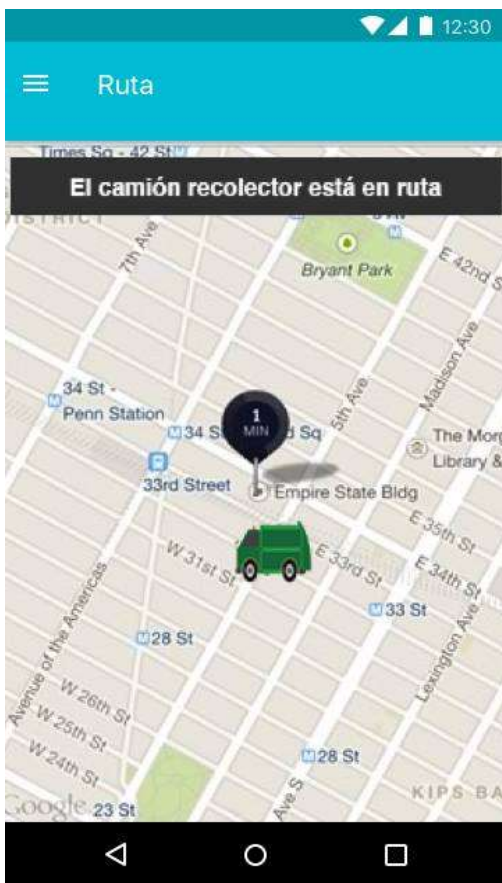 12:30
Ruta
Times Sq - 42 St
El camión recolector está en ruta
DISTRICT
7th Ave
Bryant Park
E 42nd S
Madison Ave
5th Ave
34 St -
Penn Station
1
MIN
34 S
d Sq
The Mor
Library &
33rd Street
Empire State Bldg
E 35th St
W 31st St
E 33rd St
E 34th St
33 St
28 St
Avenue of the Americas
Lexington Ave
W 26th St
W 25th St
W 24th St
28 St
Google
23 St
Ave S
KIPS BA